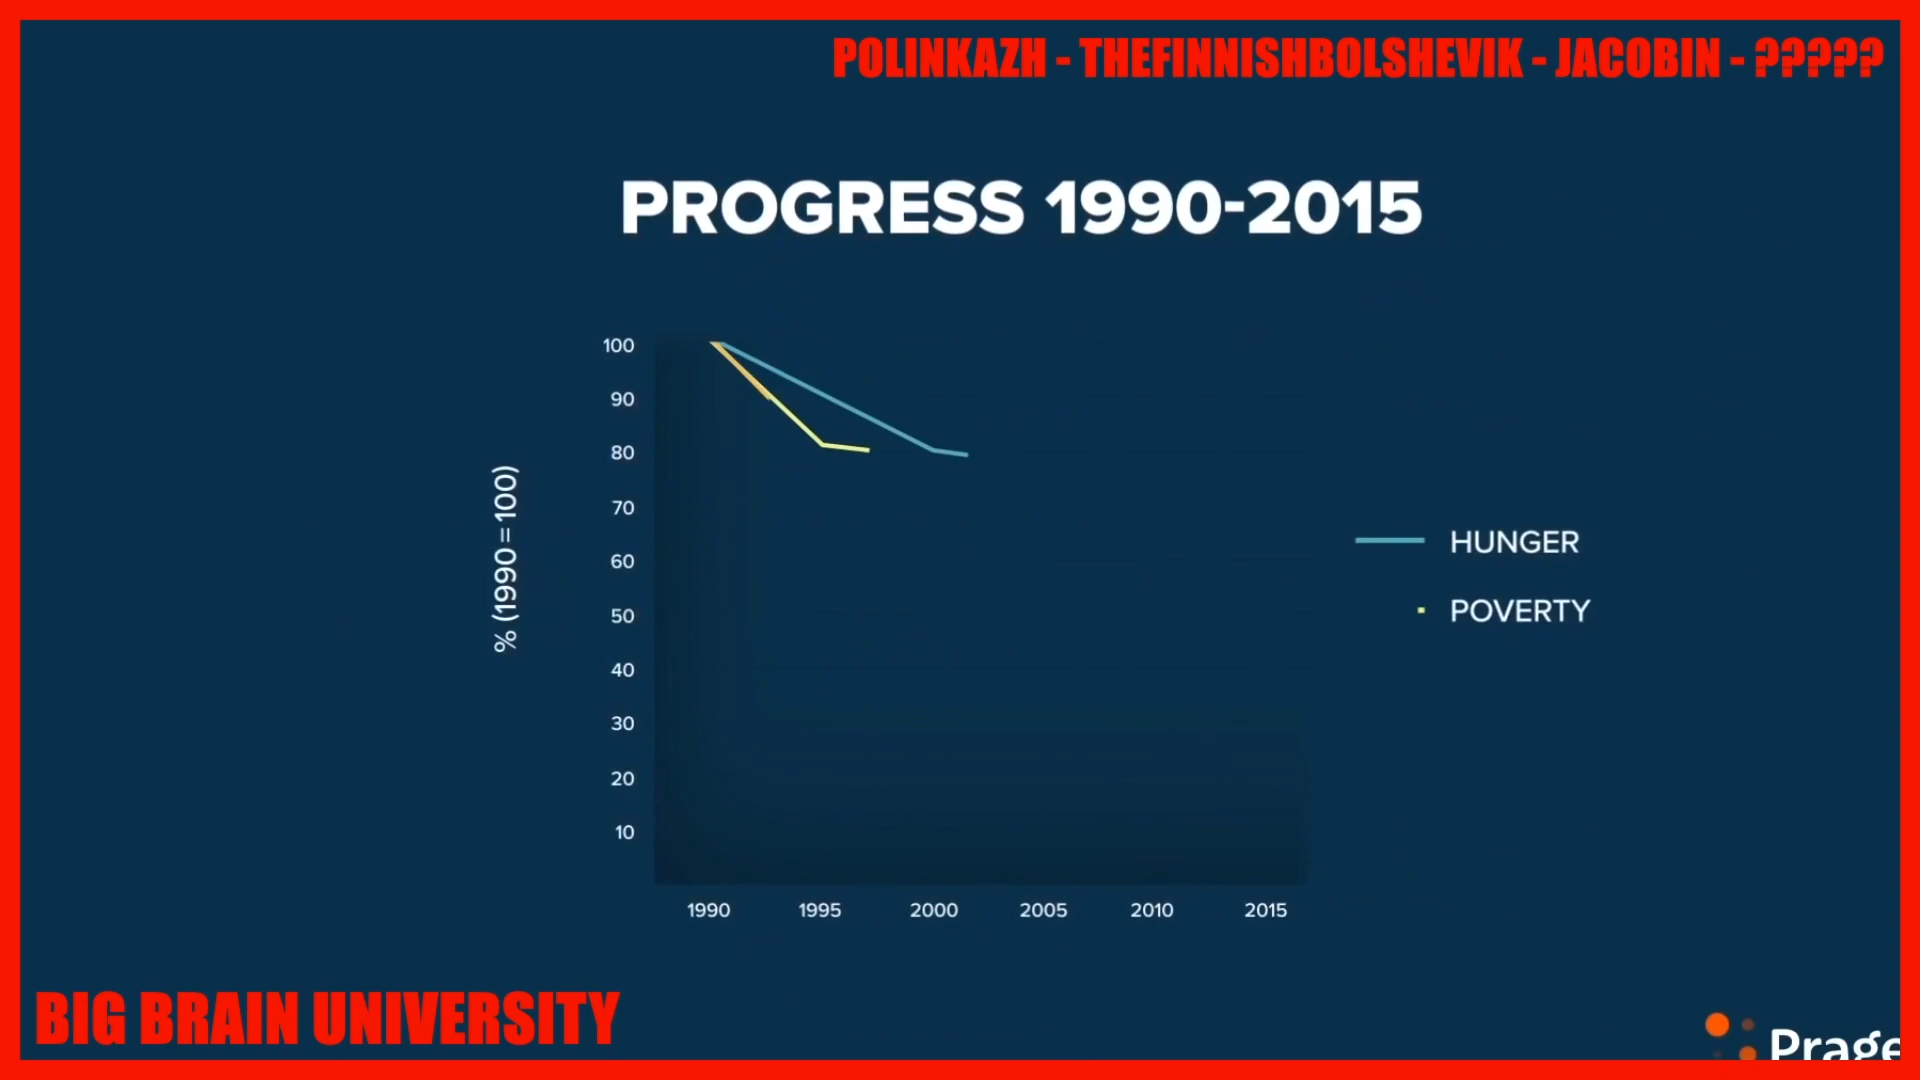 POLINKAZH - THEFINNISHBOLSHEVIK - JACOBIN - ?????
PROGRESS 1990-2015
% (1990=100)
100
90
80
70
60
50
40
30
20
10
1990 1995 2000 2005 2010 2015
HUNGER
POVERTY
BIG BRAIN UNIVERSITY
Prage